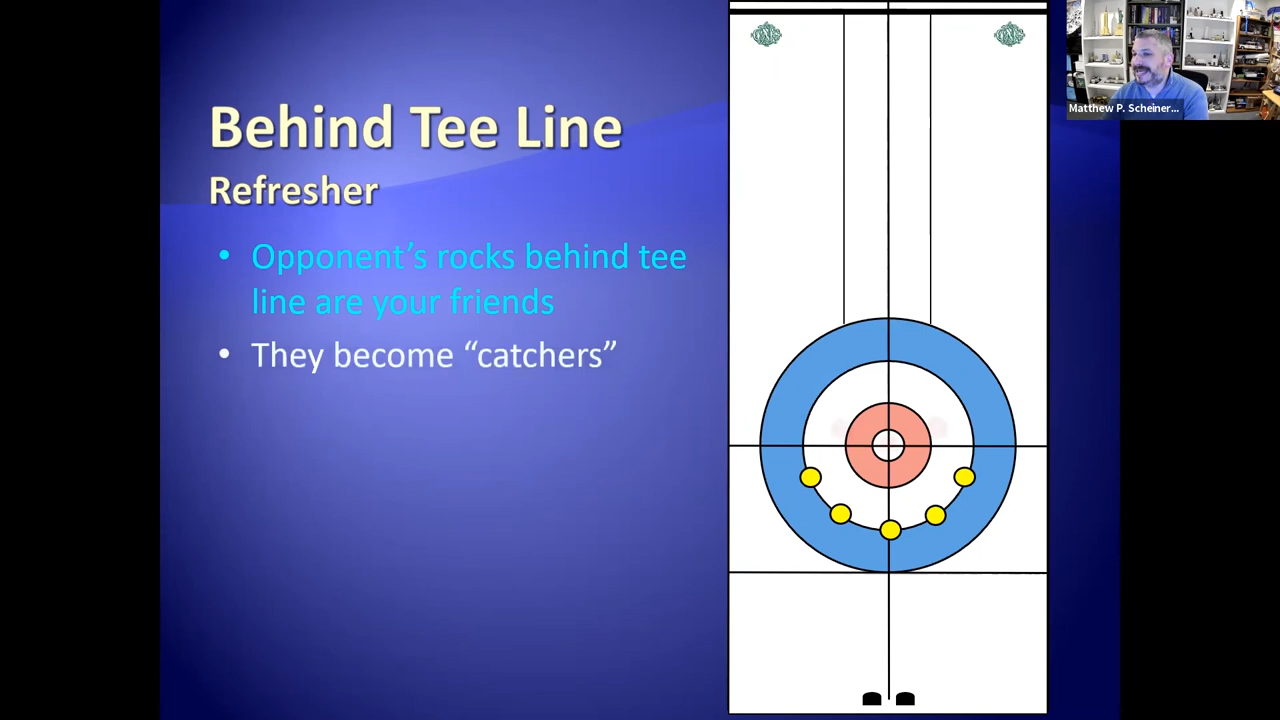 Behind Tee Line
Refresher
• Opponent’s rocks behind tee
line are your friends
• They become “catchers”
Matthew P. Scheiner...